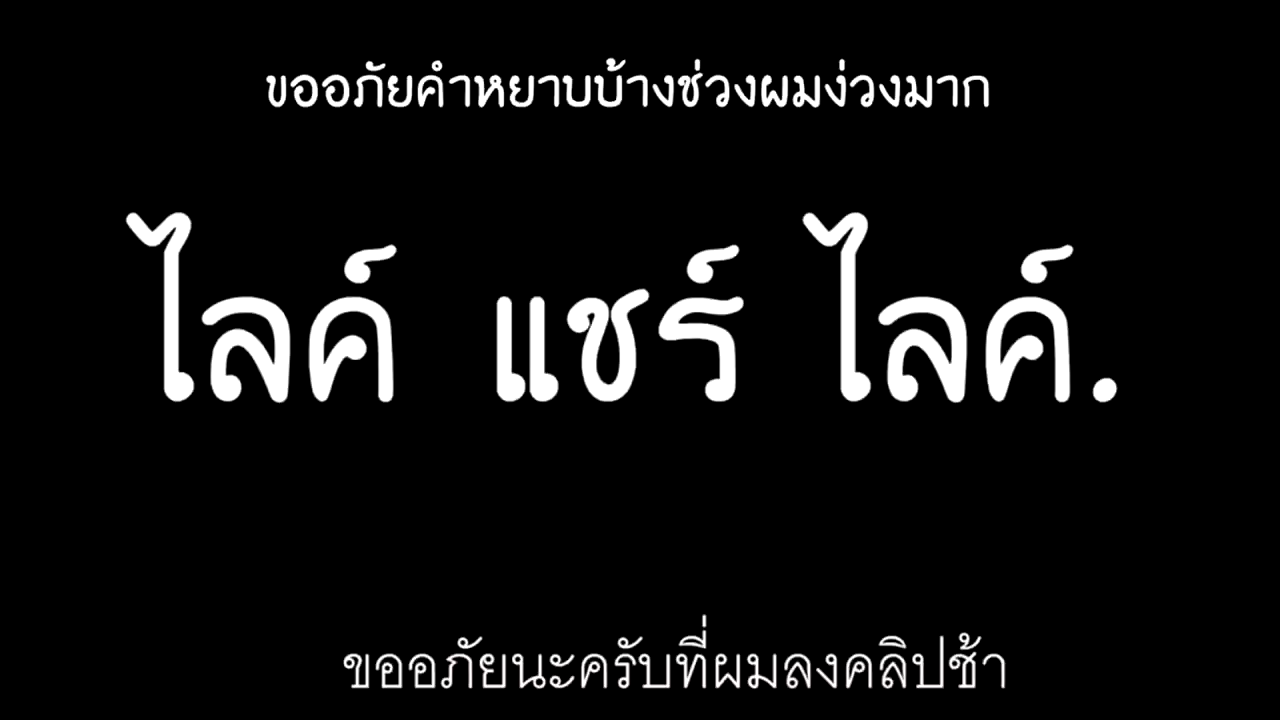 ขออภัยคำหยาบบ้างช่วงผมง่วงมาก
ไลค์ แชร์ ไลค์.
ขออภัยนะครับที่ผมลงคลิปช้า